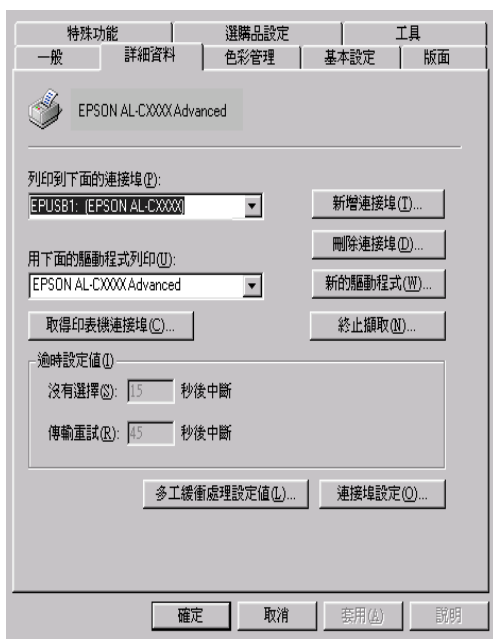 特殊功能 選購品設定 工具
一般 詳細資料 色彩管理 基本設定 版面
EPSON AL-CXXXX Advanced
列印到下面的連接埠(P):
EPUSB1: (EPSON AL-CXXXX) 新增連接埠(T)...
刪除連接埠(D)...
用下面的驅動程式列印(U):
EPSON AL-CXXXX Advanced 新的驅動程式(W)...
取得印表機連接埠(C)... 終止擷取(N)...
逾時設定值(I)
沒有選擇(S): 15 秒後中斷
傳輸重試(R): 45 秒後中斷
多工緩衝處理設定值(L)... 連接埠設定(O)...
確定 取消 套用(A) 說明